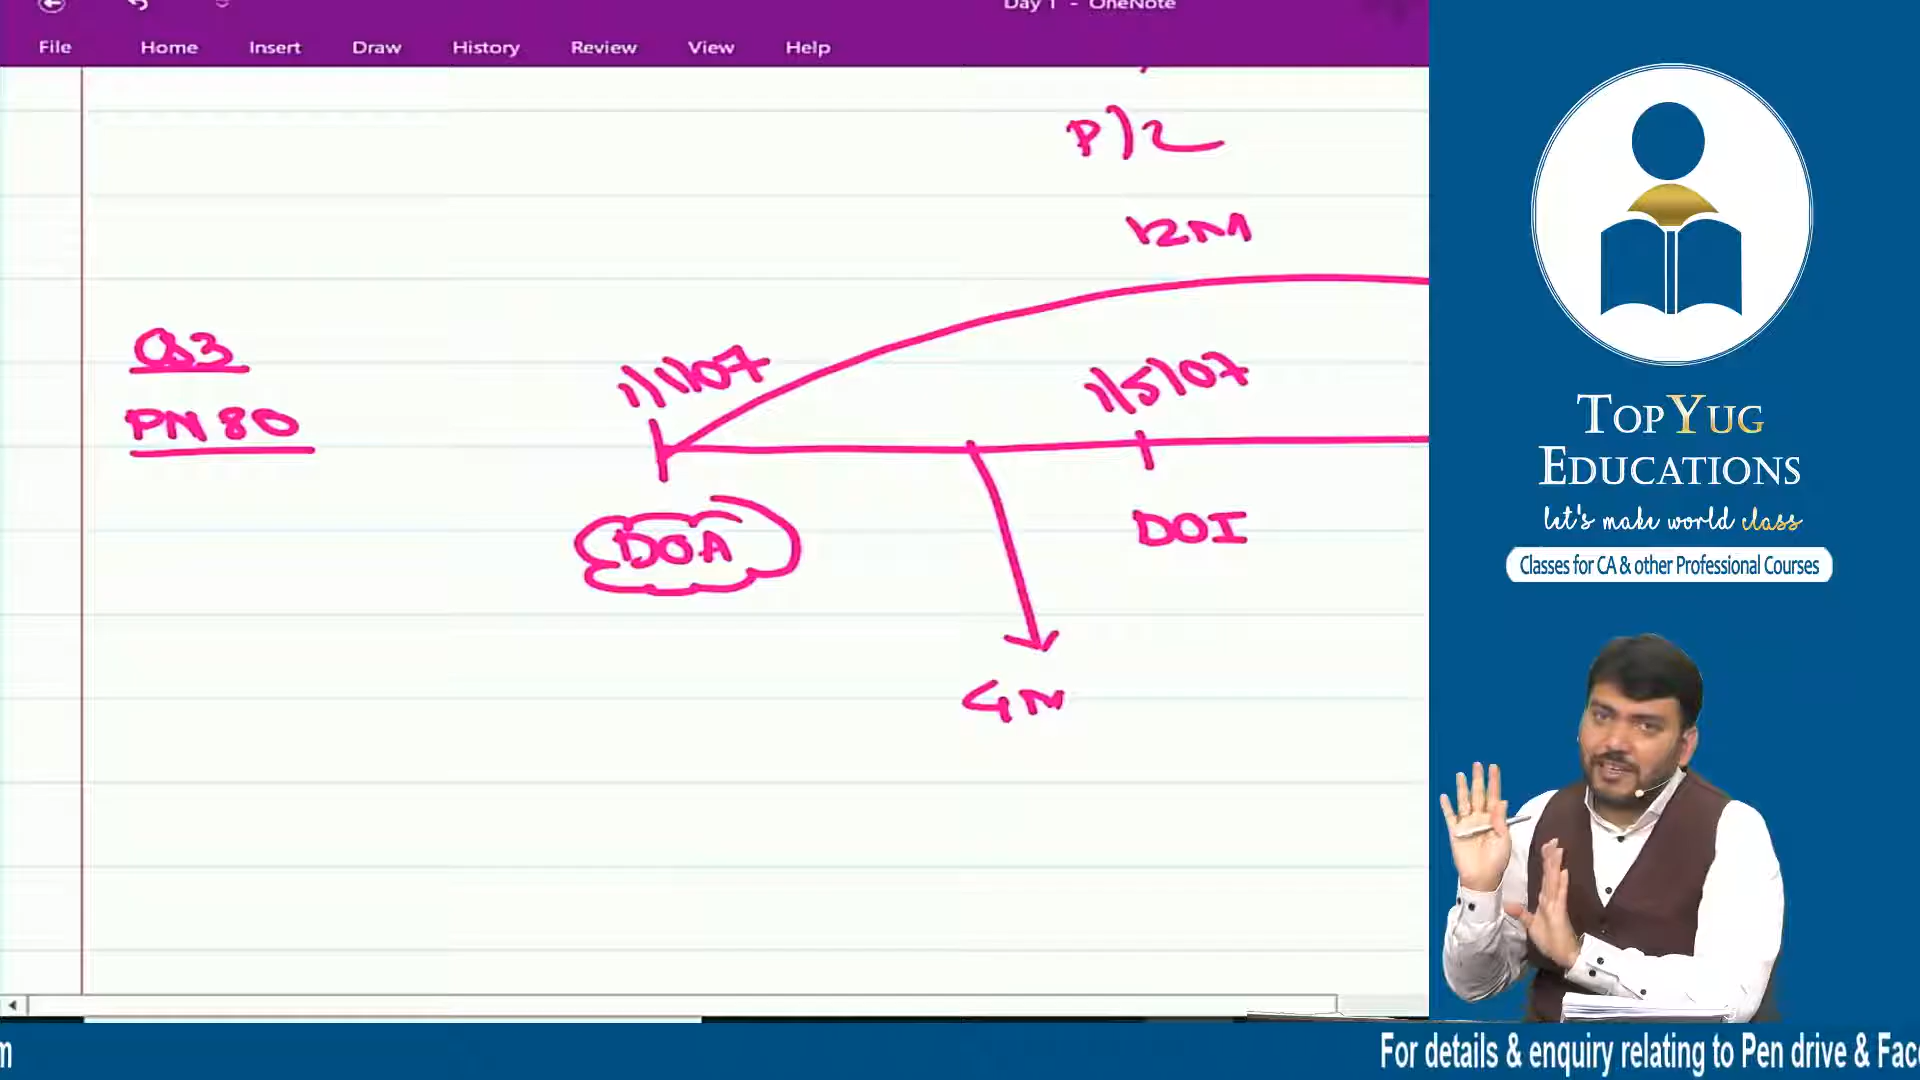 Day 1 - OneNote
File Home Insert Draw History Review View Help
P)2
12M
Q3
PN 80
1/1/07
1/5/07
DOA
DOI
4M
TOPYUG
EDUCATIONS
let's make world class
Classes for CA & other Professional Courses
m
For details & enquiry relating to Pen drive & Face